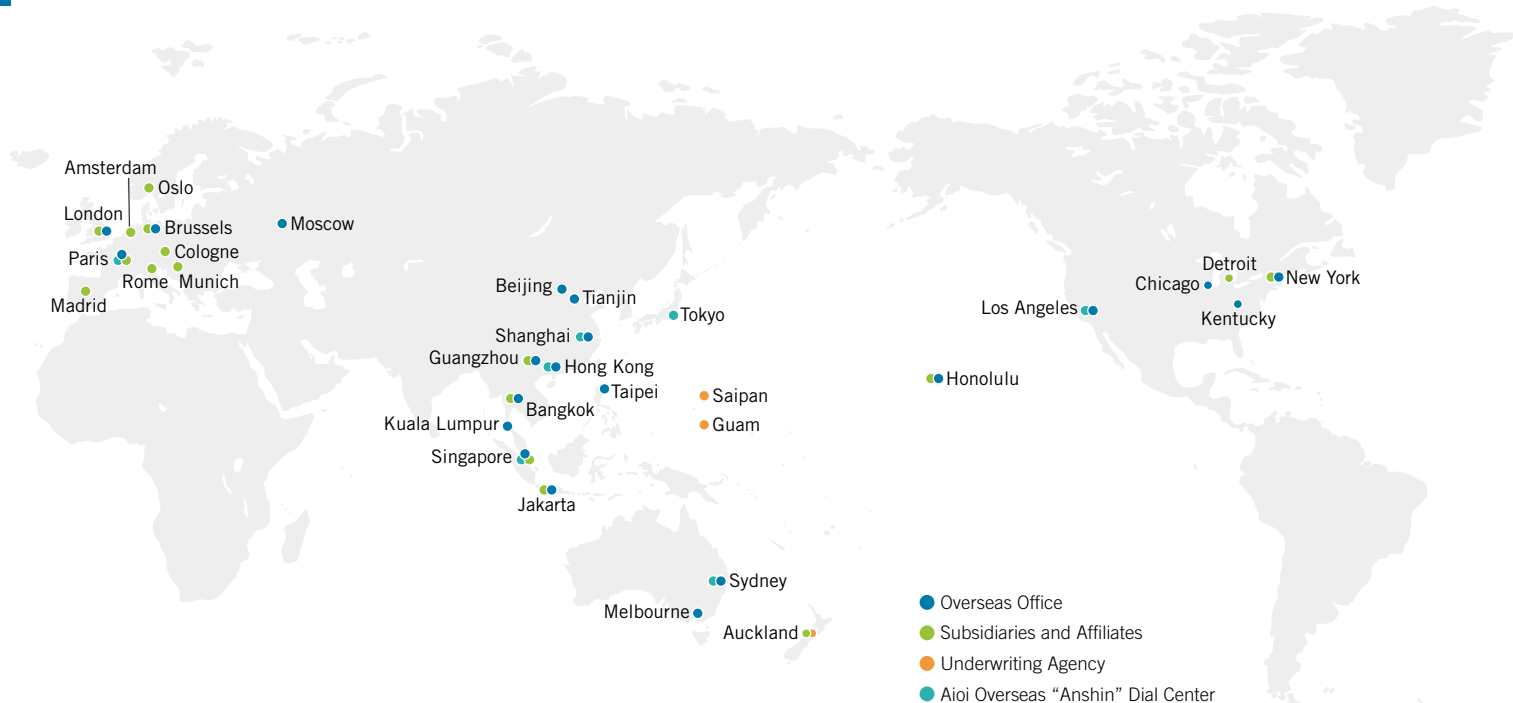 Amsterdam
Oslo
London
Brussels
Moscow
Paris
Cologne
Rome
Munich
Madrid
Beijing
Tianjin
Shanghai
Tokyo
Guangzhou
Hong Kong
Taipei
Bangkok
Saipan
Guam
Kuala Lumpur
Singapore
Jakarta
Sydney
Melbourne
Auckland
Detroit
Chicago
New York
Los Angeles
Kentucky
Honolulu
Overseas Office
Subsidiaries and Affiliates
Underwriting Agency
Aioi Overseas “Anshin” Dial Center